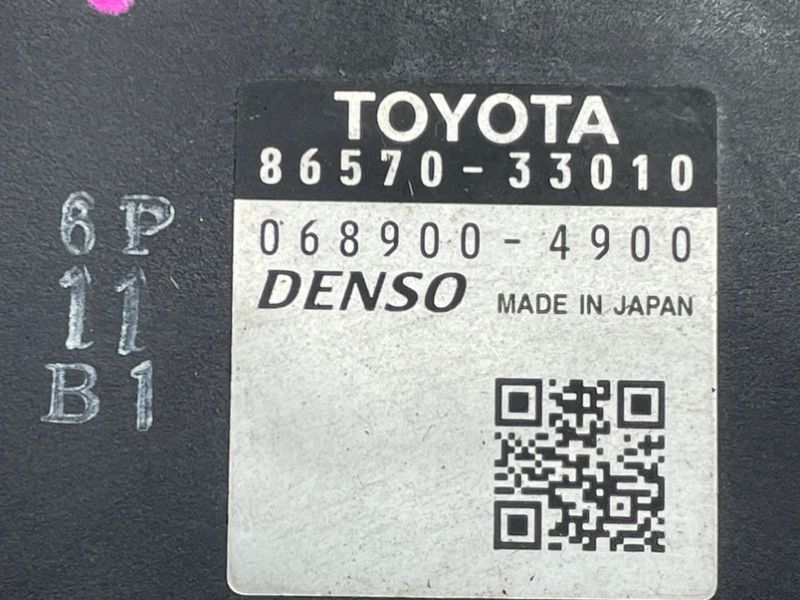 TOYOTA
86570-33010
068900-4900
DENSO MADE IN JAPAN
6P
11
B1